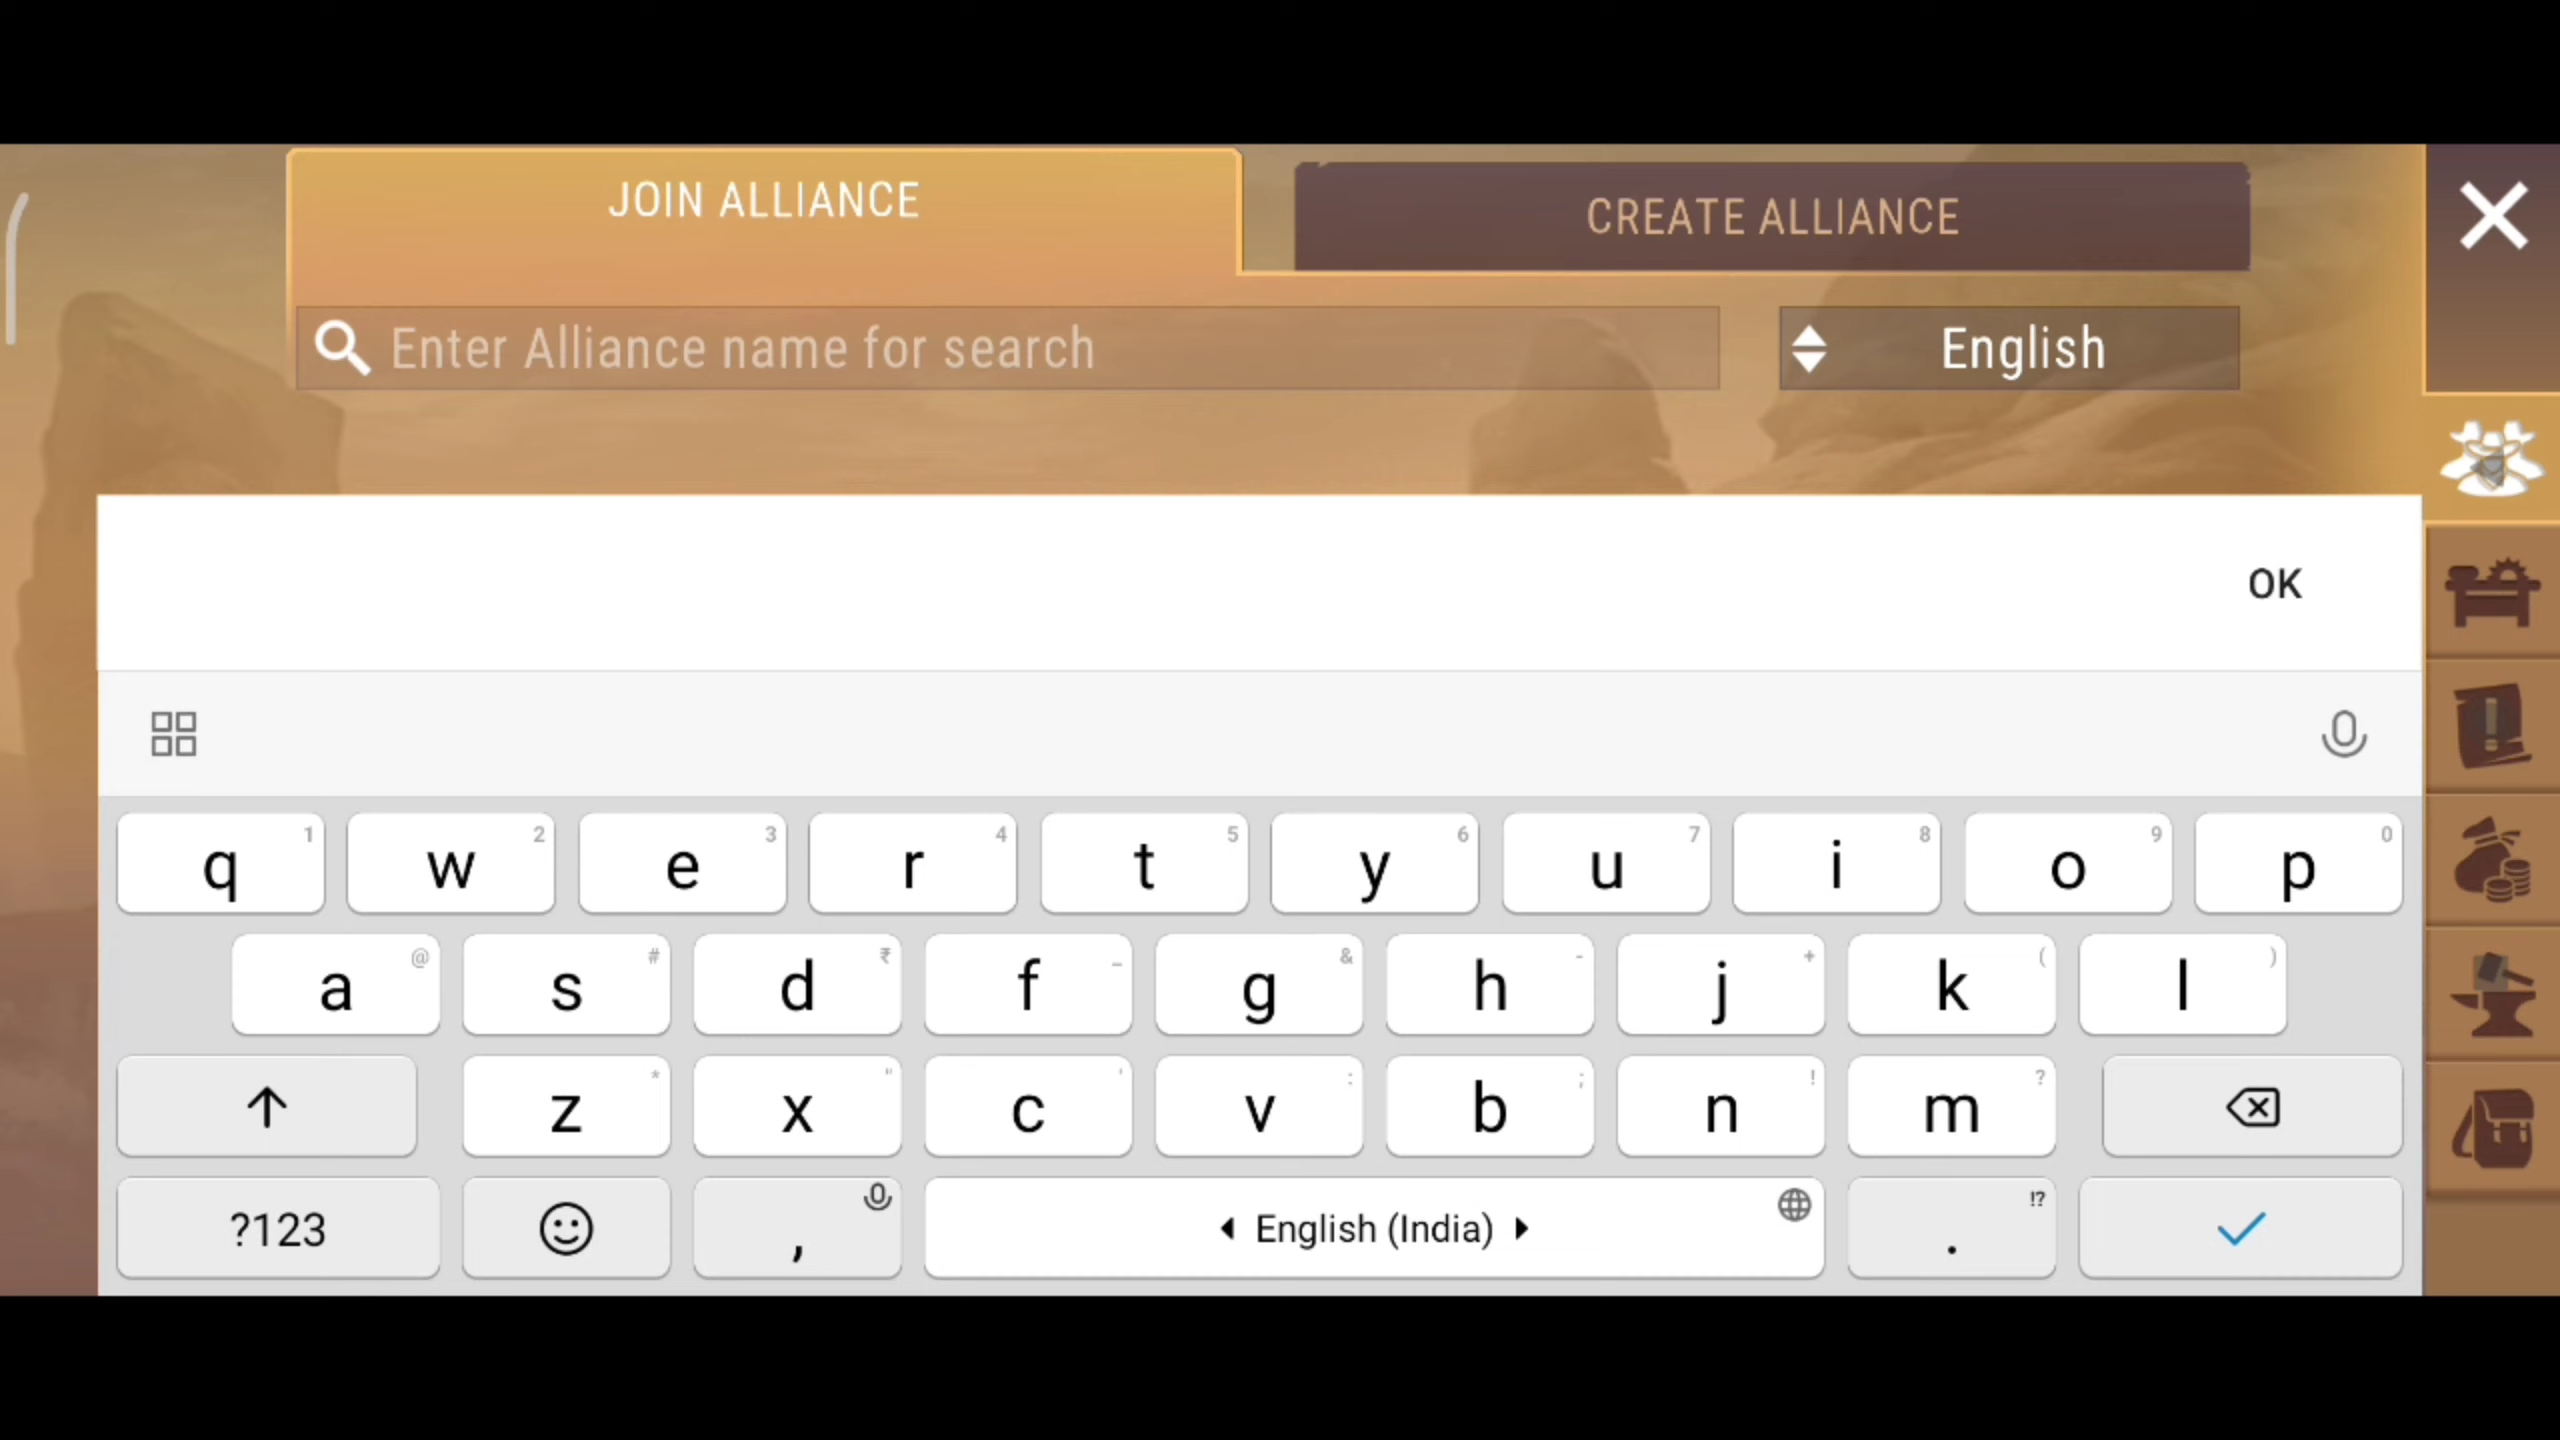 JOIN ALLIANCE
CREATE ALLIANCE
Enter Alliance name for search
English
OK
q 1 w 2 e 3 r 4 t 5 y 6 u 7 i 8 o 9 p 0
a @ s # d ₹ f _ g & h - j + k ( l )
z * x " c ' v : b ; n ! m ?
?123 , English (India) . !?